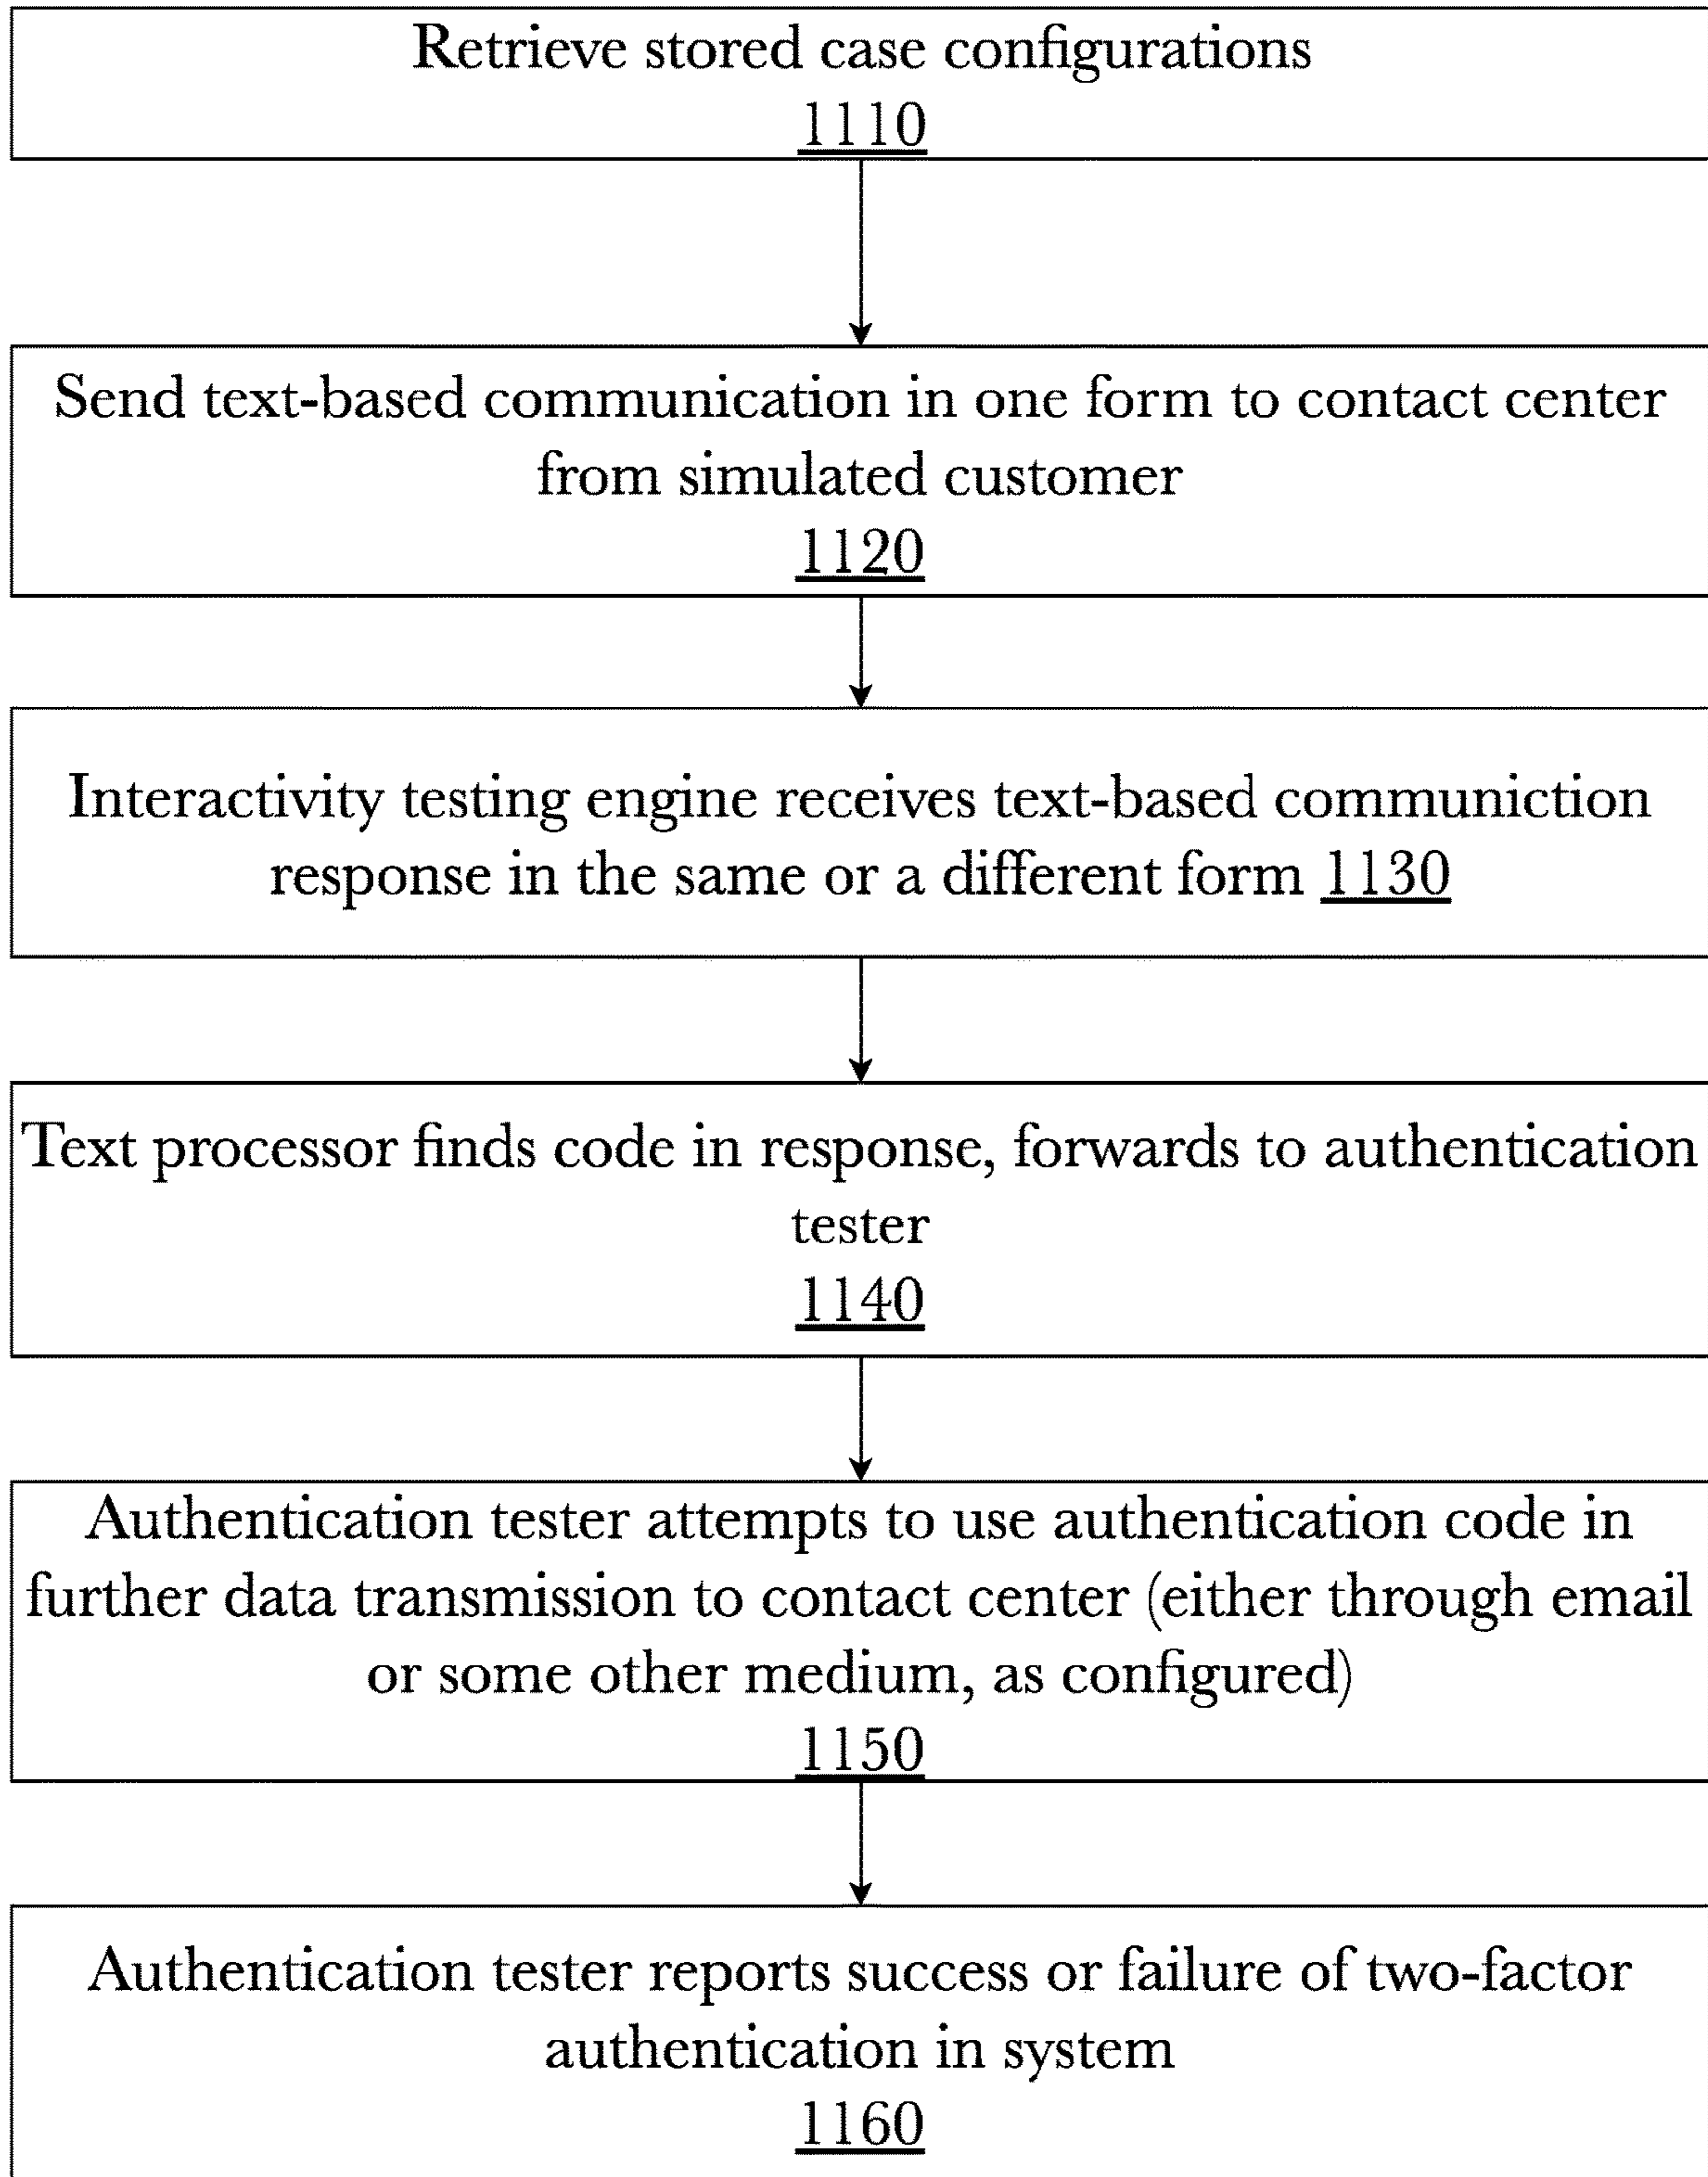 Retrieve stored case configurations
1110
Send text-based communication in one form to contact center
from simulated customer
1120
Interactivity testing engine receives text-based communiction
response in the same or a different form 1130
Text processor finds code in response, forwards to authentication
tester
1140
Authentication tester attempts to use authentication code in
further data transmission to contact center (either through email
or some other medium, as configured)
1150
Authentication tester reports success or failure of two-factor
authentication in system
1160